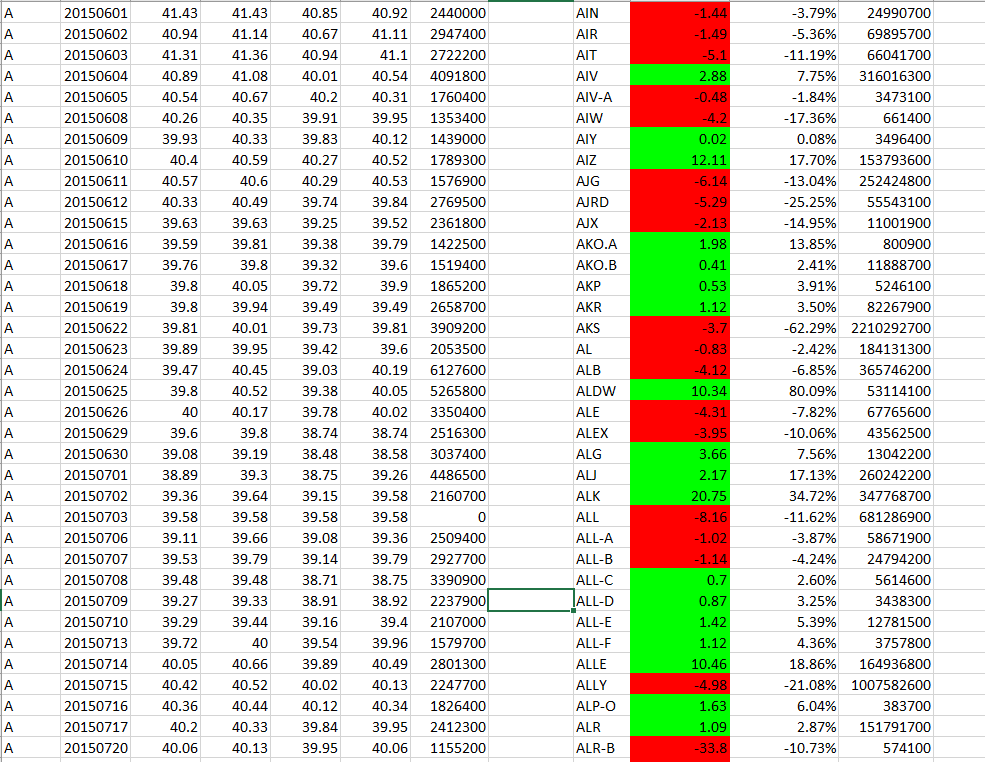 A 20150601 41.43 41.43 40.85 40.92 2440000 AIN -1.44 -3.79% 24990700
A 20150602 40.94 41.14 40.67 41.11 2947400 AIR -1.49 -5.36% 69895700
A 20150603 41.31 41.36 40.94 41.1 2722200 AIT -5.1 -11.19% 66041700
A 20150604 40.89 41.08 40.01 40.54 4091800 AIV 2.88 7.75% 316016300
A 20150605 40.54 40.67 40.2 40.31 1760400 AIV-A -0.48 -1.84% 3473100
A 20150608 40.26 40.35 39.91 39.95 1353400 AIW -4.2 -17.36% 661400
A 20150609 39.93 40.33 39.83 40.12 1439000 AIY 0.02 0.08% 3496400
A 20150610 40.4 40.59 40.27 40.52 1789300 AIZ 12.11 17.70% 153793600
A 20150611 40.57 40.6 40.29 40.53 1576900 AJG -6.14 -13.04% 252424800
A 20150612 40.33 40.49 39.74 39.84 2769500 AJRD -5.29 -25.25% 55543100
A 20150615 39.63 39.63 39.25 39.52 2361800 AJX -2.13 -14.95% 11001900
A 20150616 39.59 39.81 39.38 39.79 1422500 AKO.A 1.98 13.85% 800900
A 20150617 39.76 39.8 39.32 39.6 1519400 AKO.B 0.41 2.41% 11888700
A 20150618 39.8 40.05 39.72 39.9 1865200 AKP 0.53 3.91% 5246100
A 20150619 39.8 39.94 39.49 39.49 2658700 AKR 1.12 3.50% 82267900
A 20150622 39.81 40.01 39.73 39.81 3909200 AKS -3.7 -62.29% 2210292700
A 20150623 39.89 39.95 39.42 39.6 2053500 AL -0.83 -2.42% 184131300
A 20150624 39.47 40.45 39.03 40.19 6127600 ALB -4.12 -6.85% 365746200
A 20150625 39.8 40.52 39.38 40.05 5265800 ALDW 10.34 80.09% 53114100
A 20150626 40 40.17 39.78 40.02 3350400 ALE -4.31 -7.82% 67765600
A 20150629 39.6 39.8 38.74 38.74 2516300 ALEX -3.95 -10.06% 43562500
A 20150630 39.08 39.19 38.48 38.58 3037400 ALG 3.66 7.56% 13042200
A 20150701 38.89 39.3 38.75 39.26 4486500 ALJ 2.17 17.13% 260242200
A 20150702 39.36 39.64 39.15 39.58 2160700 ALK 20.75 34.72% 347768700
A 20150703 39.58 39.58 39.58 39.58 0 ALL -8.16 -11.62% 681286900
A 20150706 39.11 39.66 39.08 39.36 2509400 ALL-A -1.02 -3.87% 58671900
A 20150707 39.53 39.79 39.14 39.79 2927700 ALL-B -1.14 -4.24% 24794200
A 20150708 39.48 39.48 38.71 38.75 3390900 ALL-C 0.7 2.60% 5614600
A 20150709 39.27 39.33 38.91 38.92 2237900 ALL-D 0.87 3.25% 3438300
A 20150710 39.29 39.44 39.16 39.4 2107000 ALL-E 1.42 5.39% 12781500
A 20150713 39.72 40 39.54 39.96 1579700 ALL-F 1.12 4.36% 3757800
A 20150714 40.05 40.66 39.89 40.49 2801300 ALLE 10.46 18.86% 164936800
A 20150715 40.42 40.52 40.02 40.13 2247700 ALLY -4.98 -21.08% 1007582600
A 20150716 40.36 40.44 40.12 40.34 1826400 ALP-O 1.63 6.04% 383700
A 20150717 40.2 40.33 39.84 39.95 2412300 ALR 1.09 2.87% 151791700
A 20150720 40.06 40.13 39.95 40.06 1155200 ALR-B -33.8 -10.73% 574100